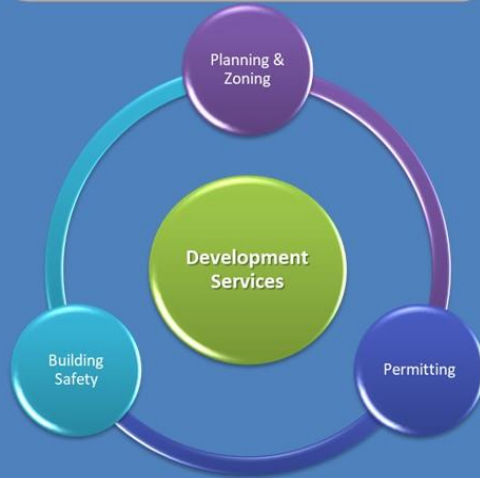 Planning &
Zoning
Development
Services
Building
Safety
Permitting